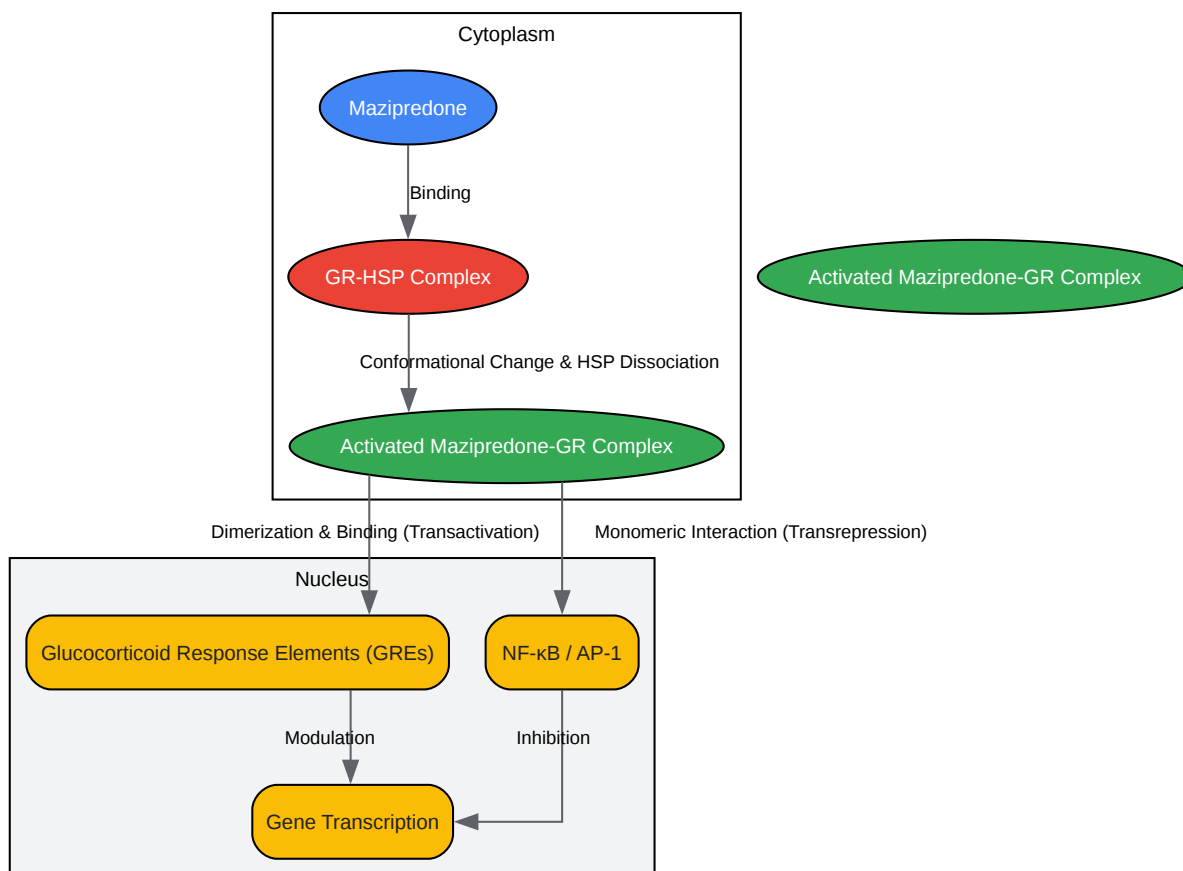 Cytoplasm
Mazipredone
Binding
GR-HSP Complex
Activated Mazipredone-GR Complex
Conformational Change & HSP Dissociation
Activated Mazipredone-GR Complex
Dimerization & Binding (Transactivation)
Monomeric Interaction (Transrepression)
Nucleus
Glucocorticoid Response Elements (GREs)
NF-κB / AP-1
Modulation
Inhibition
Gene Transcription